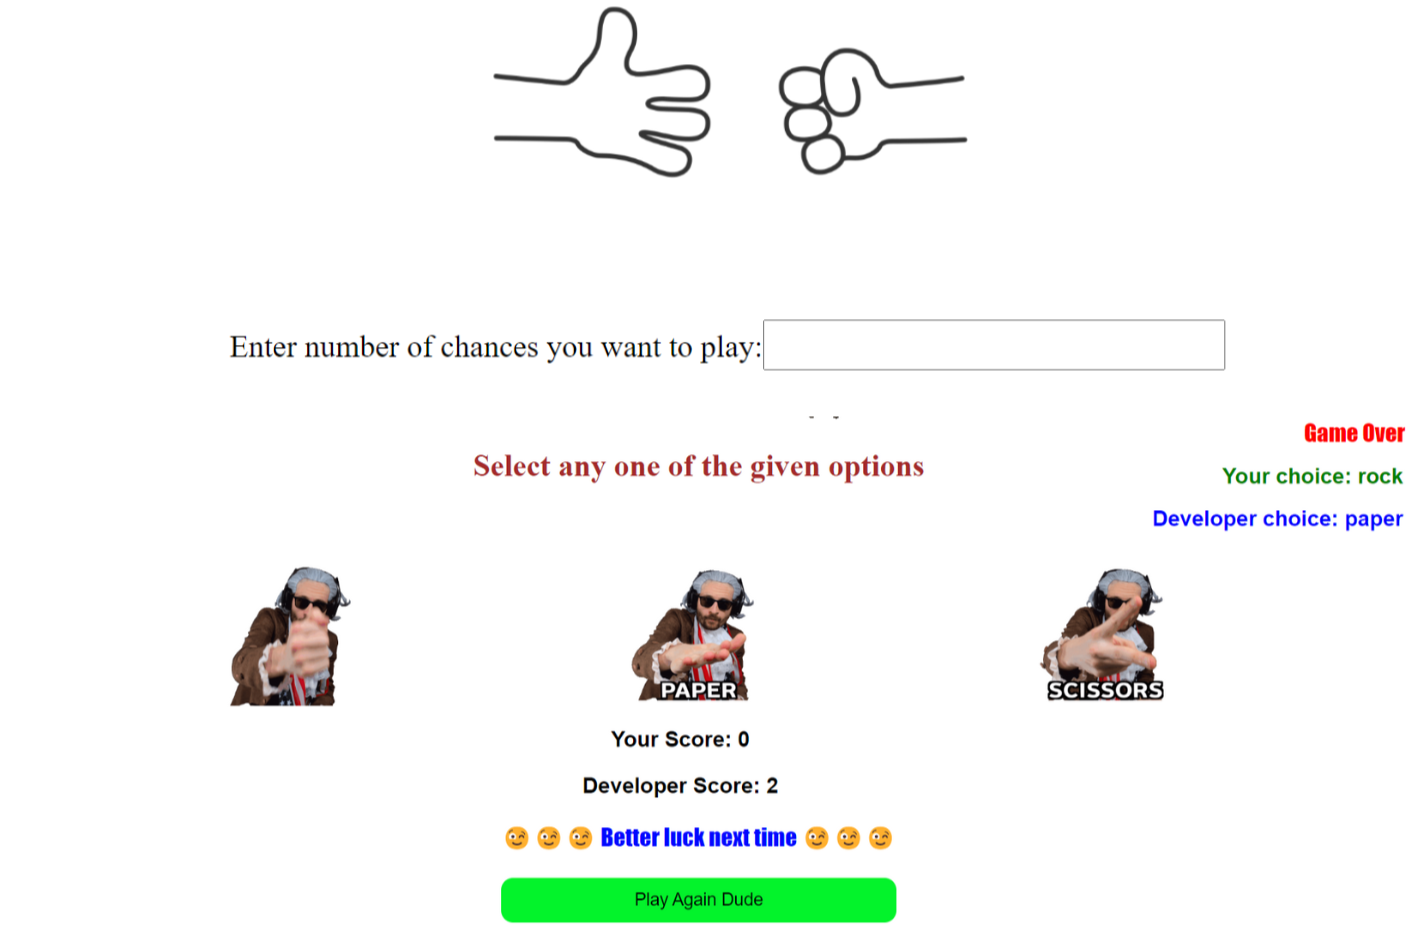 Enter number of chances you want to play:
Game Over
Select any one of the given options
Your choice: rock
Developer choice: paper
PAPER
SCISSORS
Your Score: 0
Developer Score: 2
😉 😉 😉 Better luck next time 😉 😉 😉
Play Again Dude